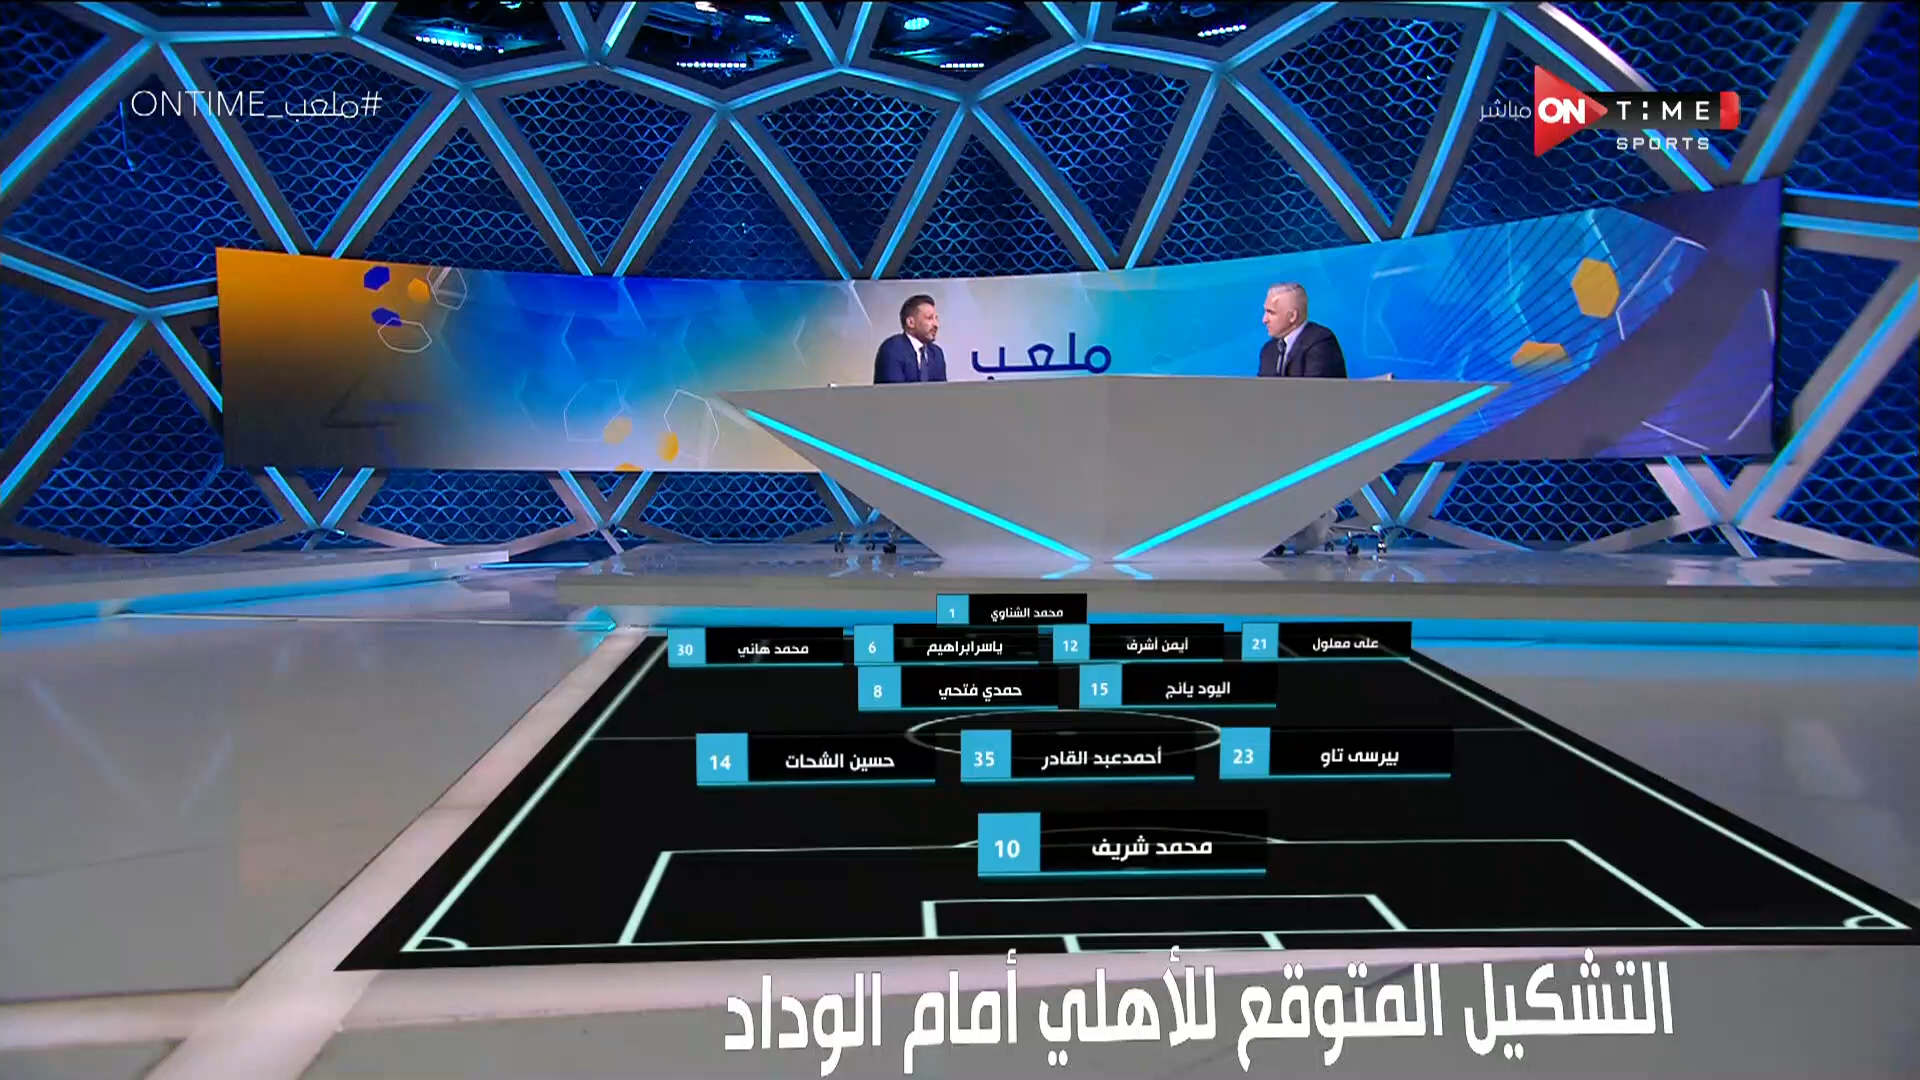 #ملعب_ONTIME
مباشر ON TIME
SPORTS
ملعب
1 محمد الشناوي
30 محمد هاني
6 ياسرابراهيم
12 أيمن أشرف
21 على معلول
8 حمدي فتحي
15 اليود يانج
14 حسين الشحات
35 أحمدعبد القادر
23 بيرسى تاو
10 محمد شريف
التشكيل المتوقع للأهلي أمام الوداد